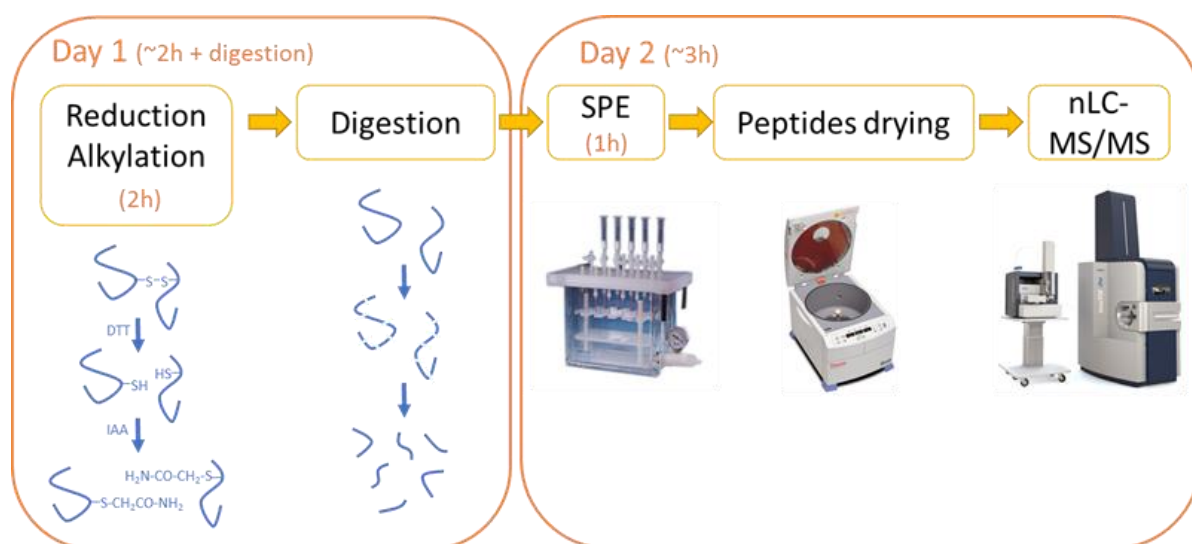 Day 1 (~2h + digestion)
Reduction
Alkylation
(2h)
Digestion
Day 2 (~3h)
SPE
(1h)
Peptides drying
nLC-
MS/MS
-S-S-
DTT
-SH
HS-
IAA
H₂N-CO-CH₂-S-
-S-CH₂CO-NH₂